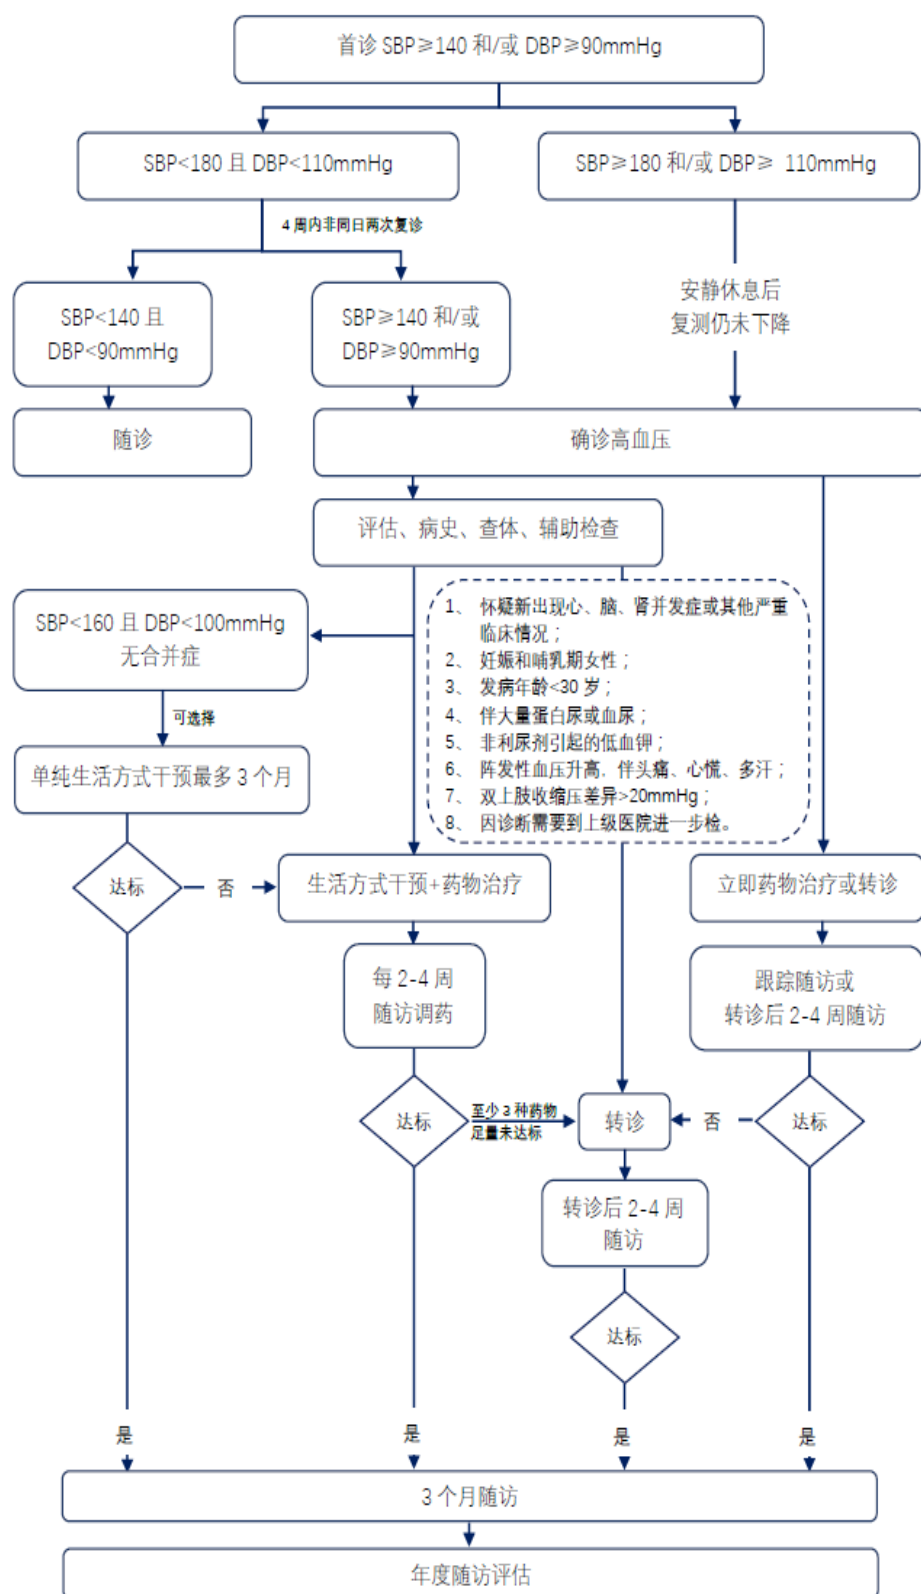 首诊 SBP≥140 和/或 DBP≥90mmHg
SBP<180 且 DBP<110mmHg
SBP≥180 和/或 DBP≥ 110mmHg
4 周内非同日两次复诊
安静休息后
复测仍未下降
SBP<140 且
DBP<90mmHg
SBP≥140 和/或
DBP≥90mmHg
随诊
确诊高血压
评估、病史、查体、辅助检查
SBP<160 且 DBP<100mmHg
无合并症
1、 怀疑新出现心、脑、肾并发症或其他严重
临床情况；
2、 妊娠和哺乳期女性；
3、 发病年龄<30 岁；
4、 伴大量蛋白尿或血尿；
5、 非利尿剂引起的低血钾；
6、 阵发性血压升高，伴头痛、心慌、多汗；
7、 双上肢收缩压差异>20mmHg；
8、 因诊断需要到上级医院进一步检。
可选择
单纯生活方式干预最多 3 个月
达标
否
生活方式干预+药物治疗
立即药物治疗或转诊
每 2-4 周
随访调药
跟踪随访或
转诊后 2-4 周随访
达标
至少 3 种药物
足量未达标
转诊
否
达标
转诊后 2-4 周
随访
达标
是
是
是
是
3 个月随访
年度随访评估